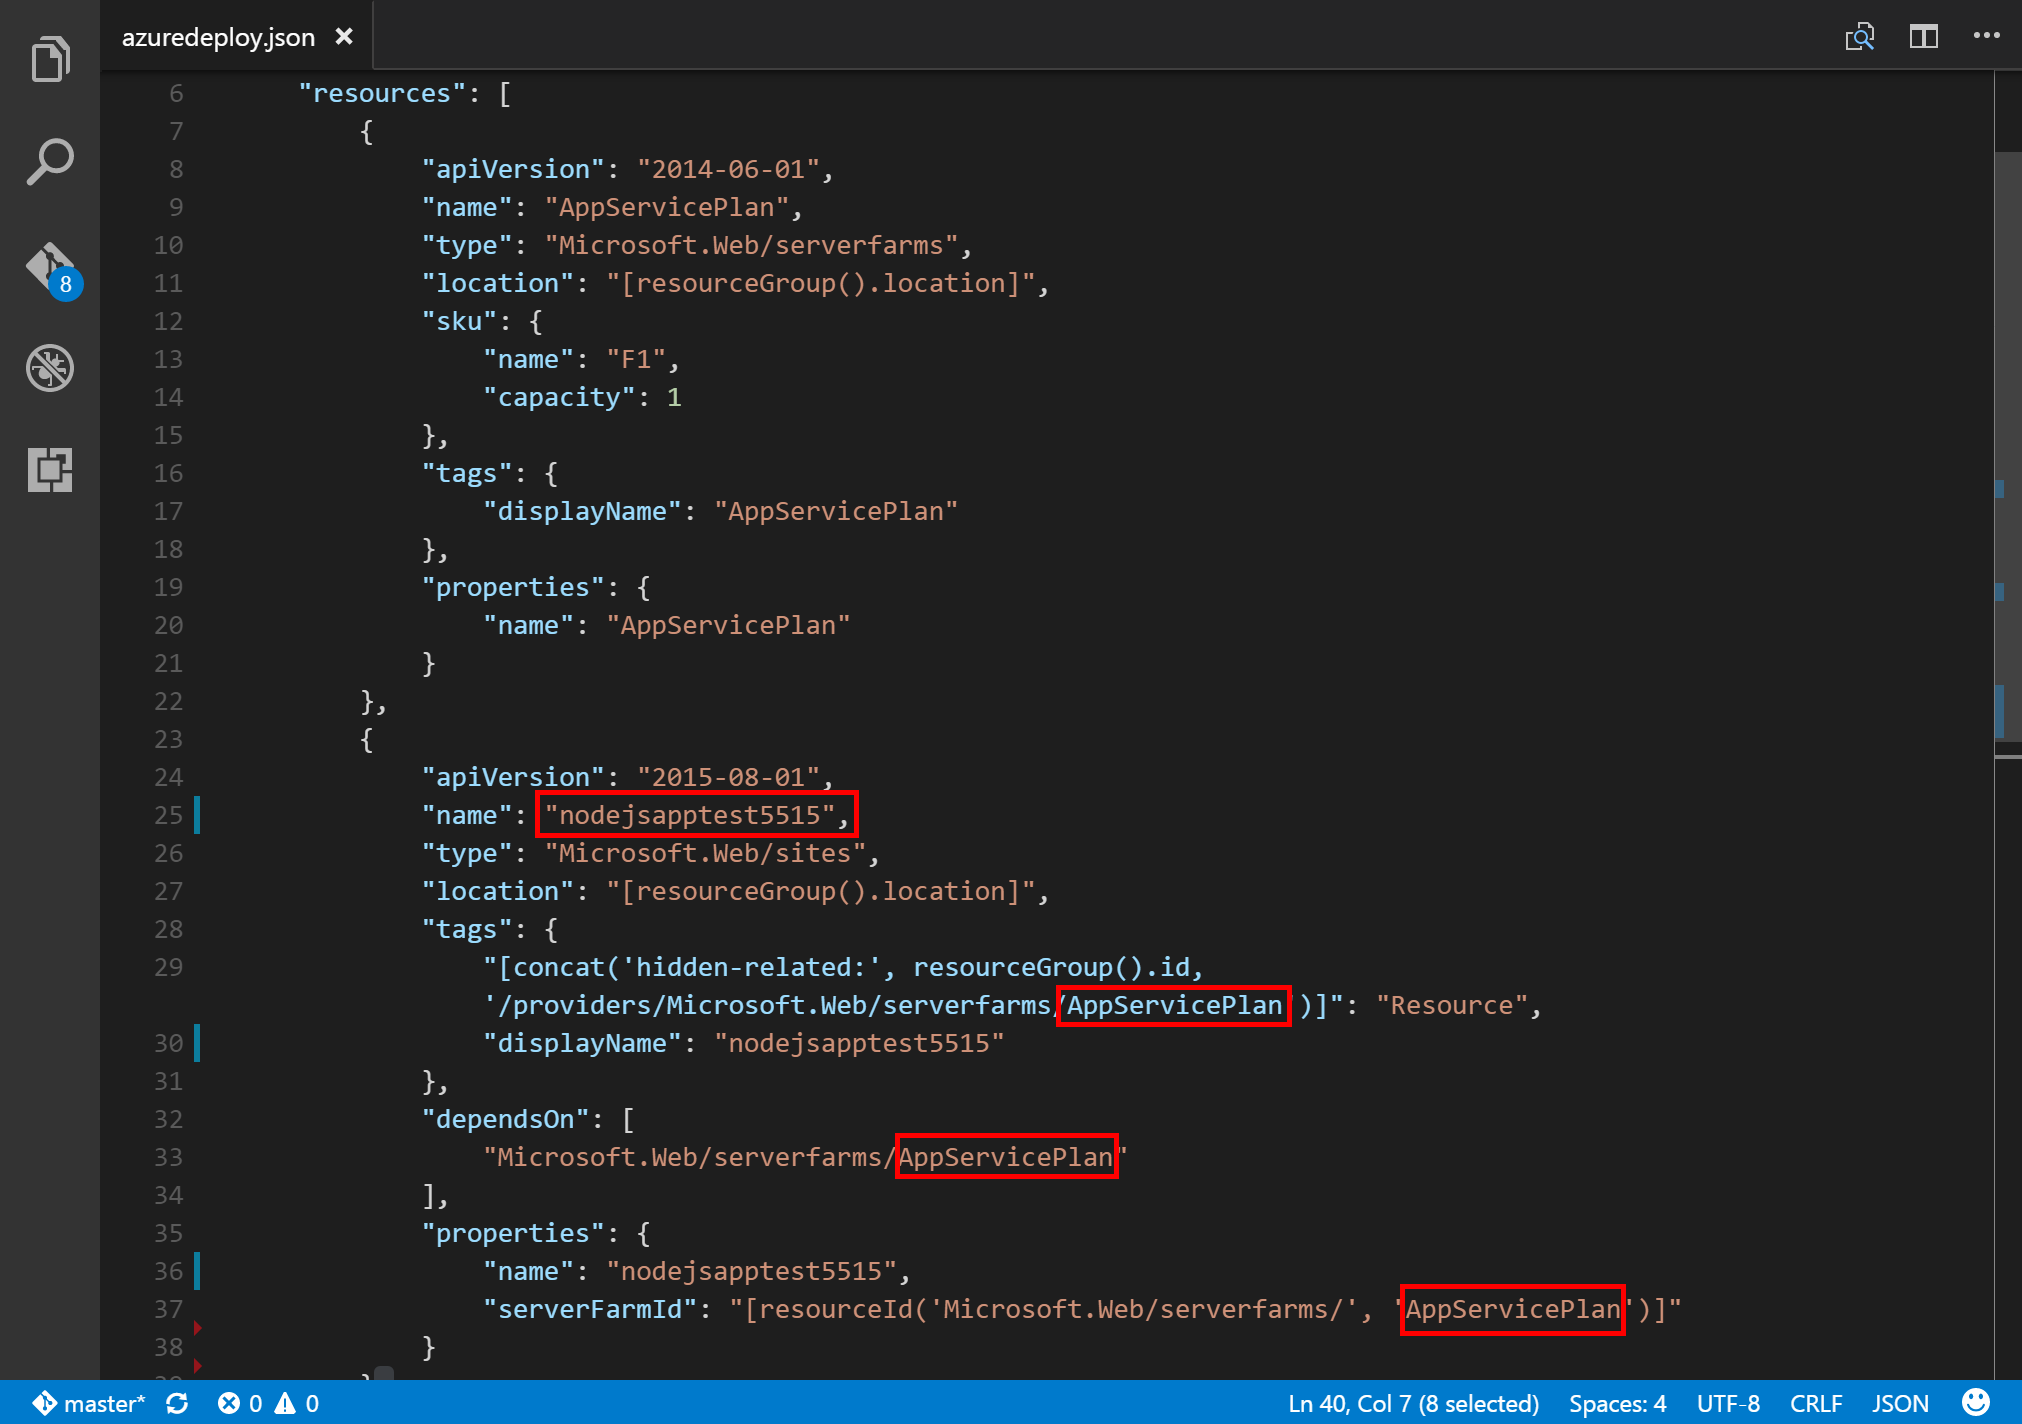 azuredeploy.json
6 "resources": [
7 {
8 "apiVersion": "2014-06-01",
9 "name": "AppServicePlan",
10 "type": "Microsoft.Web/serverfarms",
11 "location": "[resourceGroup().location]",
12 "sku": {
13 "name": "F1",
14 "capacity": 1
15 },
16 "tags": {
17 "displayName": "AppServicePlan"
18 },
19 "properties": {
20 "name": "AppServicePlan"
21 }
22 },
23 {
24 "apiVersion": "2015-08-01",
25 "name": "nodejsapptest5515",
26 "type": "Microsoft.Web/sites",
27 "location": "[resourceGroup().location]",
28 "tags": {
29 "[concat('hidden-related:', resourceGroup().id,
'/providers/Microsoft.Web/serverfarms/AppServicePlan')]": "Resource",
30 "displayName": "nodejsapptest5515"
31 },
32 "dependsOn": [
33 "Microsoft.Web/serverfarms/AppServicePlan"
34 ],
35 "properties": {
36 "name": "nodejsapptest5515",
37 "serverFarmId": "[resourceId('Microsoft.Web/serverfarms/', 'AppServicePlan')]"
38 }
8
master* 0 0 Ln 40, Col 7 (8 selected) Spaces: 4 UTF-8 CRLF JSON